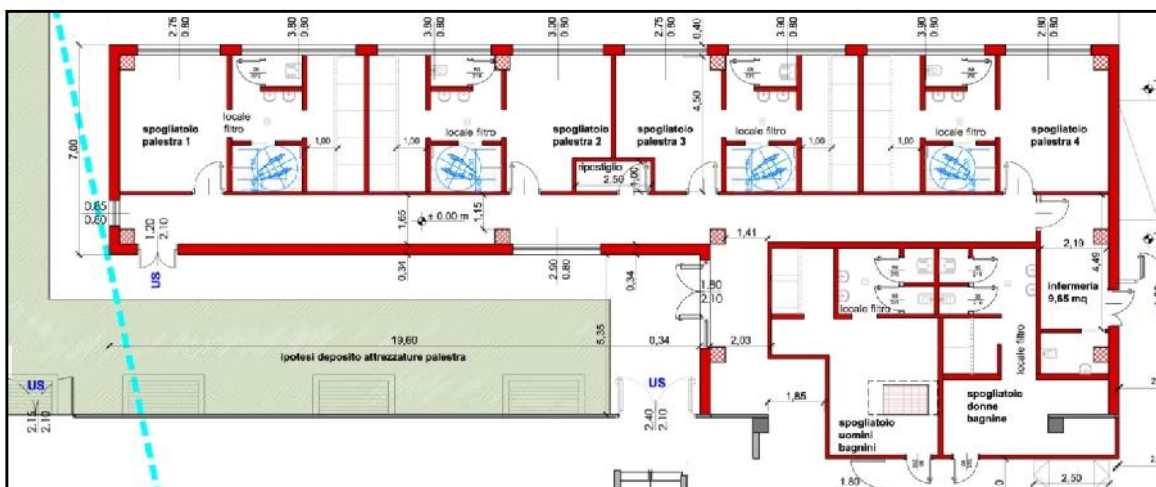 2.75
0.80
3.80
0.80
3.80
0.80
3.00
0.80
2.75
0.80
0,40
3.90
0.80
3.90
0.80
2.80
0.80
7,00
4,50
spogliatoio
palestra 1
locale
filtro
1,00
1,00
locale filtro
spogliatoio
palestra 2
spogliatoio
palestra 3
locale filtro
1,00
1,00
locale filtro
spogliatoio
palestra 4
ripostiglio
2.50
1,00
0.85
0.60
1.20
2.10
1,65
± 0.00 m
1,15
1,41
2,19
4,49
US
0,34
2.90
0.80
0,34
1.80
2.10
infermeria
9,65 mq
locale filtro
locale filtro
19,60
5,35
0,34
2,03
ipotesi deposito attrezzature palestra
US
2.15
2.10
US
2.40
2.10
1,85
spogliatoio
uomini
bagnini
spogliatoio
donne
bagnine
1.80
2,50